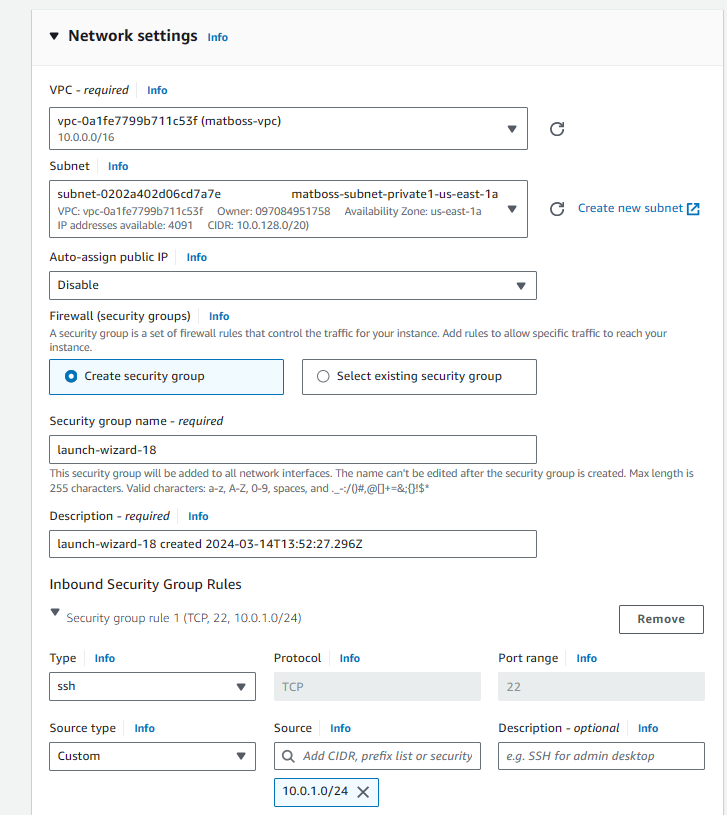 Network settings Info
VPC - required Info
vpc-0a1fe7799b711c53f (matboss-vpc)
10.0.0.0/16
Subnet Info
subnet-0202a402d06cd7a7e matboss-subnet-private1-us-east-1a
VPC: vpc-0a1fe7799b711c53f Owner: 097084951758 Availability Zone: us-east-1a
IP addresses available: 4091 CIDR: 10.0.128.0/20)
Create new subnet
Auto-assign public IP Info
Disable
Firewall (security groups) Info
A security group is a set of firewall rules that control the traffic for your instance. Add rules to allow specific traffic to reach your
instance.
Create security group Select existing security group
Security group name - required
launch-wizard-18
This security group will be added to all network interfaces. The name can't be edited after the security group is created. Max length is
255 characters. Valid characters: a-z, A-Z, 0-9, spaces, and ._-:/()#,@[]+=&;{}!$*
Description - required Info
launch-wizard-18 created 2024-03-14T13:52:27.296Z
Inbound Security Group Rules
Security group rule 1 (TCP, 22, 10.0.1.0/24) Remove
Type Info Protocol Info Port range Info
ssh TCP 22
Source type Info Source Info Description - optional Info
Custom Add CIDR, prefix list or security e.g. SSH for admin desktop
10.0.1.0/24